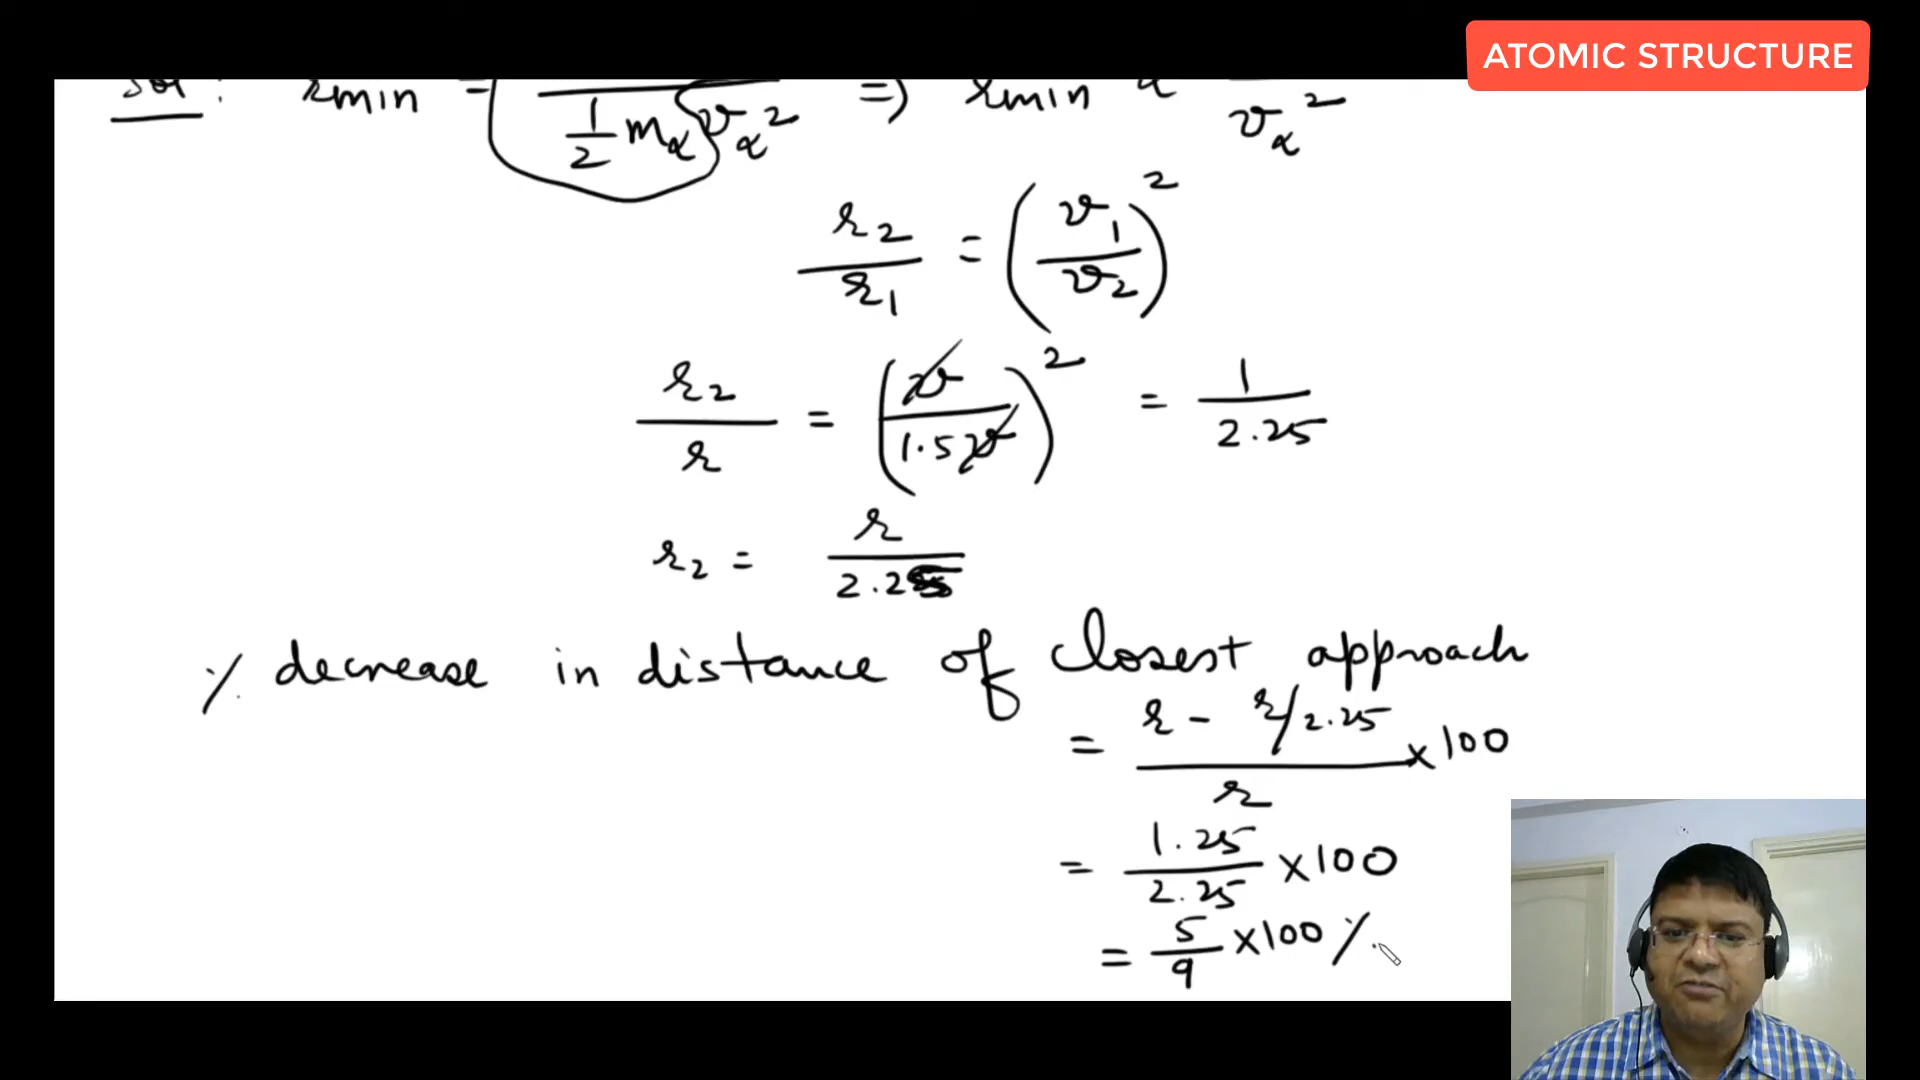 ATOMIC STRUCTURE
Sol : rmin = / ½ mα vα² ⇒ rmin α / vα²
r₂/r₁ = (v₁/v₂)²
r₂/r = (v/1.5v)² = 1/2.25
r₂ = r/2.25
% decrease in distance of closest approach
= (r - r/2.25)/r × 100
= 1.25/2.25 × 100
= 5/9 × 100 %